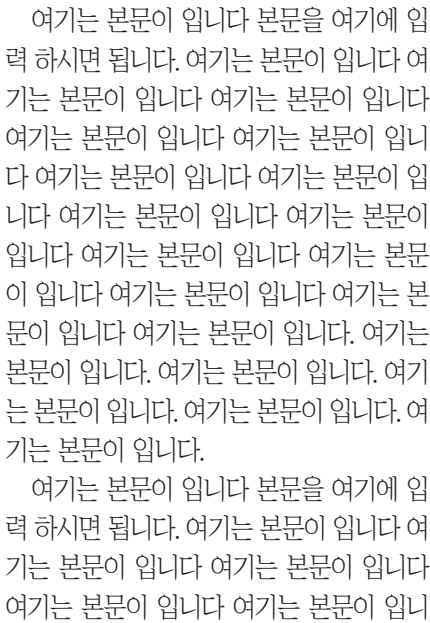 여기는 본문이 입니다 본문을 여기에 입
력 하시면 됩니다. 여기는 본문이 입니다 여
기는 본문이 입니다 여기는 본문이 입니다
여기는 본문이 입니다 여기는 본문이 입니
다 여기는 본문이 입니다 여기는 본문이 입
니다 여기는 본문이 입니다 여기는 본문이
입니다 여기는 본문이 입니다 여기는 본문
이 입니다 여기는 본문이 입니다 여기는 본
문이 입니다 여기는 본문이 입니다. 여기는
본문이 입니다. 여기는 본문이 입니다. 여기
는 본문이 입니다. 여기는 본문이 입니다. 여
기는 본문이 입니다.
여기는 본문이 입니다 본문을 여기에 입
력 하시면 됩니다. 여기는 본문이 입니다 여
기는 본문이 입니다 여기는 본문이 입니다
여기는 본문이 입니다 여기는 본문이 입니